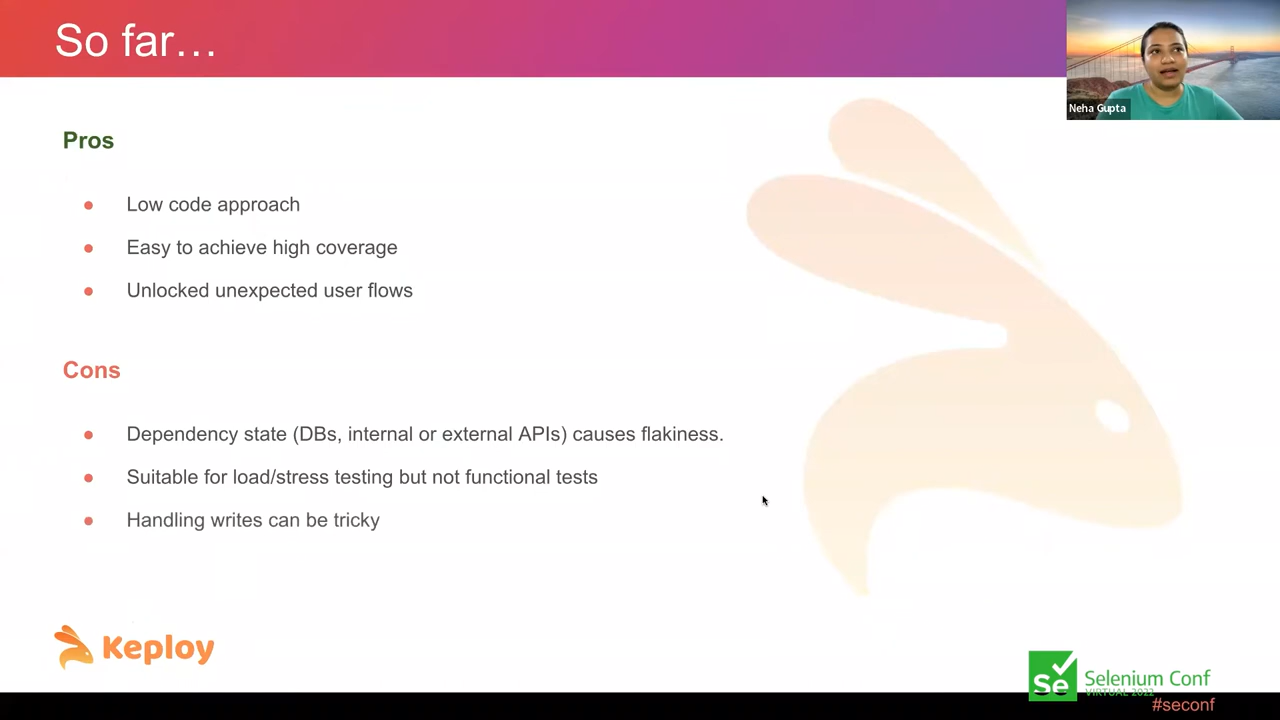 So far…
Neha Gupta
Pros
Low code approach
Easy to achieve high coverage
Unlocked unexpected user flows
Cons
Dependency state (DBs, internal or external APIs) causes flakiness.
Suitable for load/stress testing but not functional tests
Handling writes can be tricky
Keploy
Se
Selenium Conf
VIRTUAL 2022
#seconf